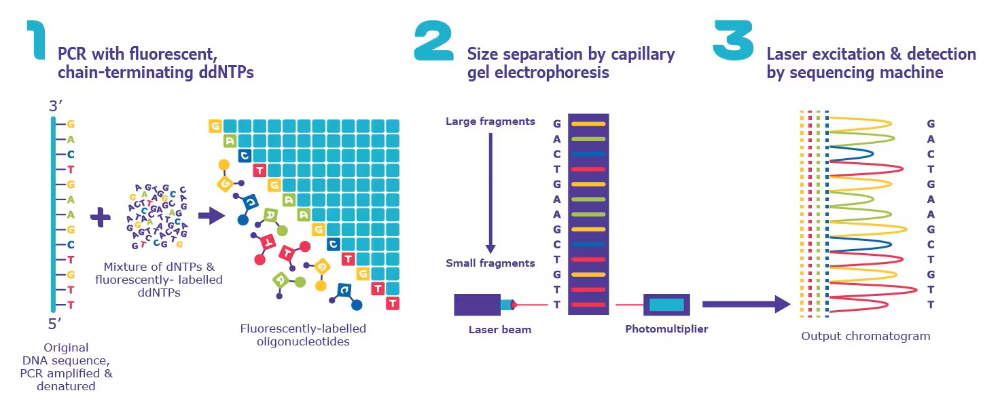 1
PCR with fluorescent,
chain-terminating ddNTPs
3′
G
A
C
T
G
A
A
G
C
T
G
T
T
5′
Original
DNA sequence,
PCR amplified &
denatured
+
Mixture of dNTPs &
fluorescently- labelled
ddNTPs
G
A
C
T
G
A
A
G
C
T
G
T
T
G
C
A
T
T
G
A
C
Fluorescently-labelled
oligonucleotides
2
Size separation by capillary
gel electrophoresis
Large fragments
Small fragments
G
A
C
T
G
A
A
G
C
T
G
T
T
Laser beam
Photomultiplier
3
Laser excitation & detection
by sequencing machine
G
A
C
T
G
A
A
G
C
T
G
T
T
Output chromatogram